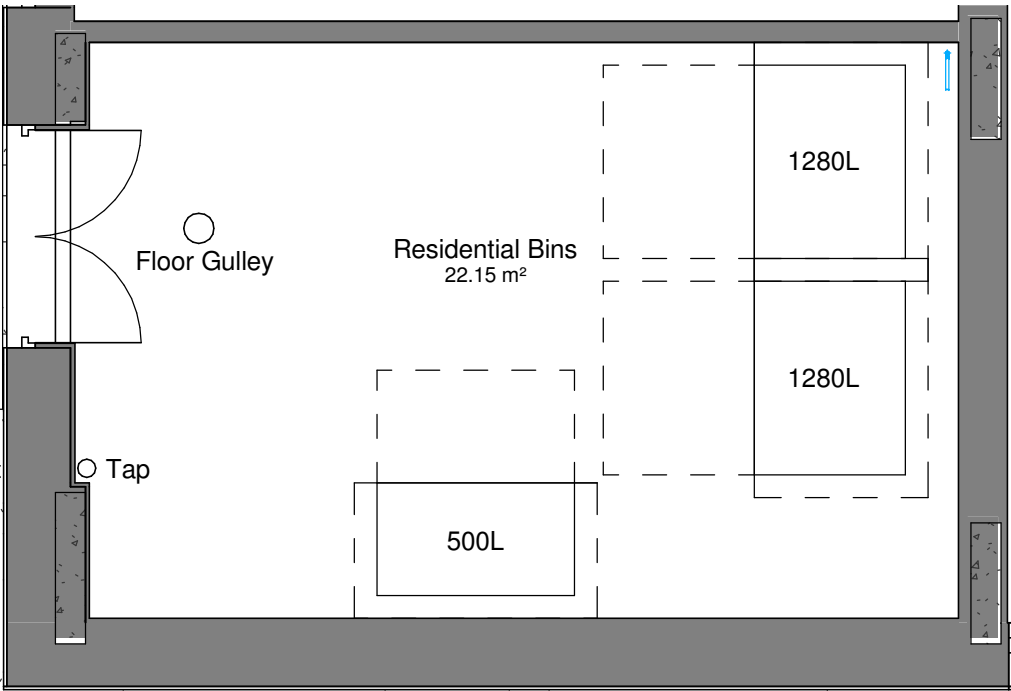 1280L
Residential Bins
22.15 m²
Floor Gulley
1280L
Tap
500L